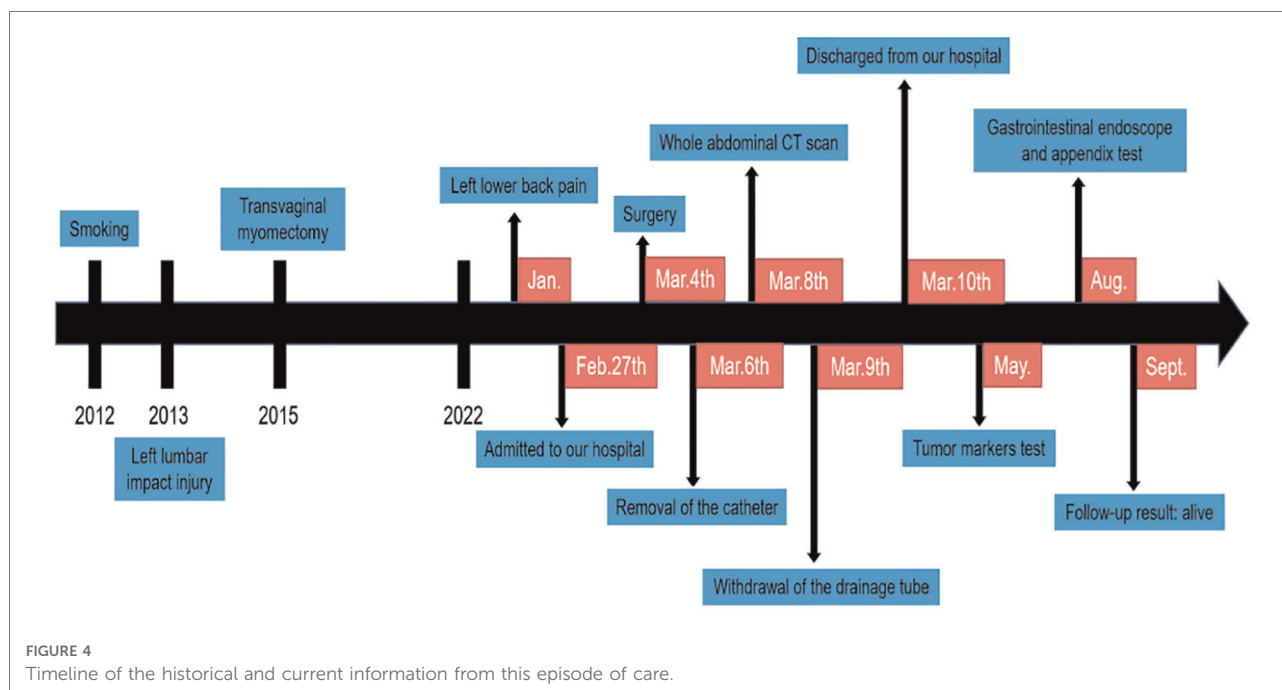 Discharged from our hospital
Gastrointestinal endoscope
and appendix test
Whole abdominal CT scan
Left lower back pain
Transvaginal
myomectomy
Surgery
Smoking
Jan.
Mar.4th
Mar.8th
Mar.10th
Aug.
Feb.27th
Mar.6th
Mar.9th
May.
Sept.
2012
2013
2015
2022
Left lumbar
impact injury
Admitted to our hospital
Tumor markers test
Removal of the catheter
Follow-up result: alive
Withdrawal of the drainage tube
FIGURE 4
Timeline of the historical and current information from this episode of care.